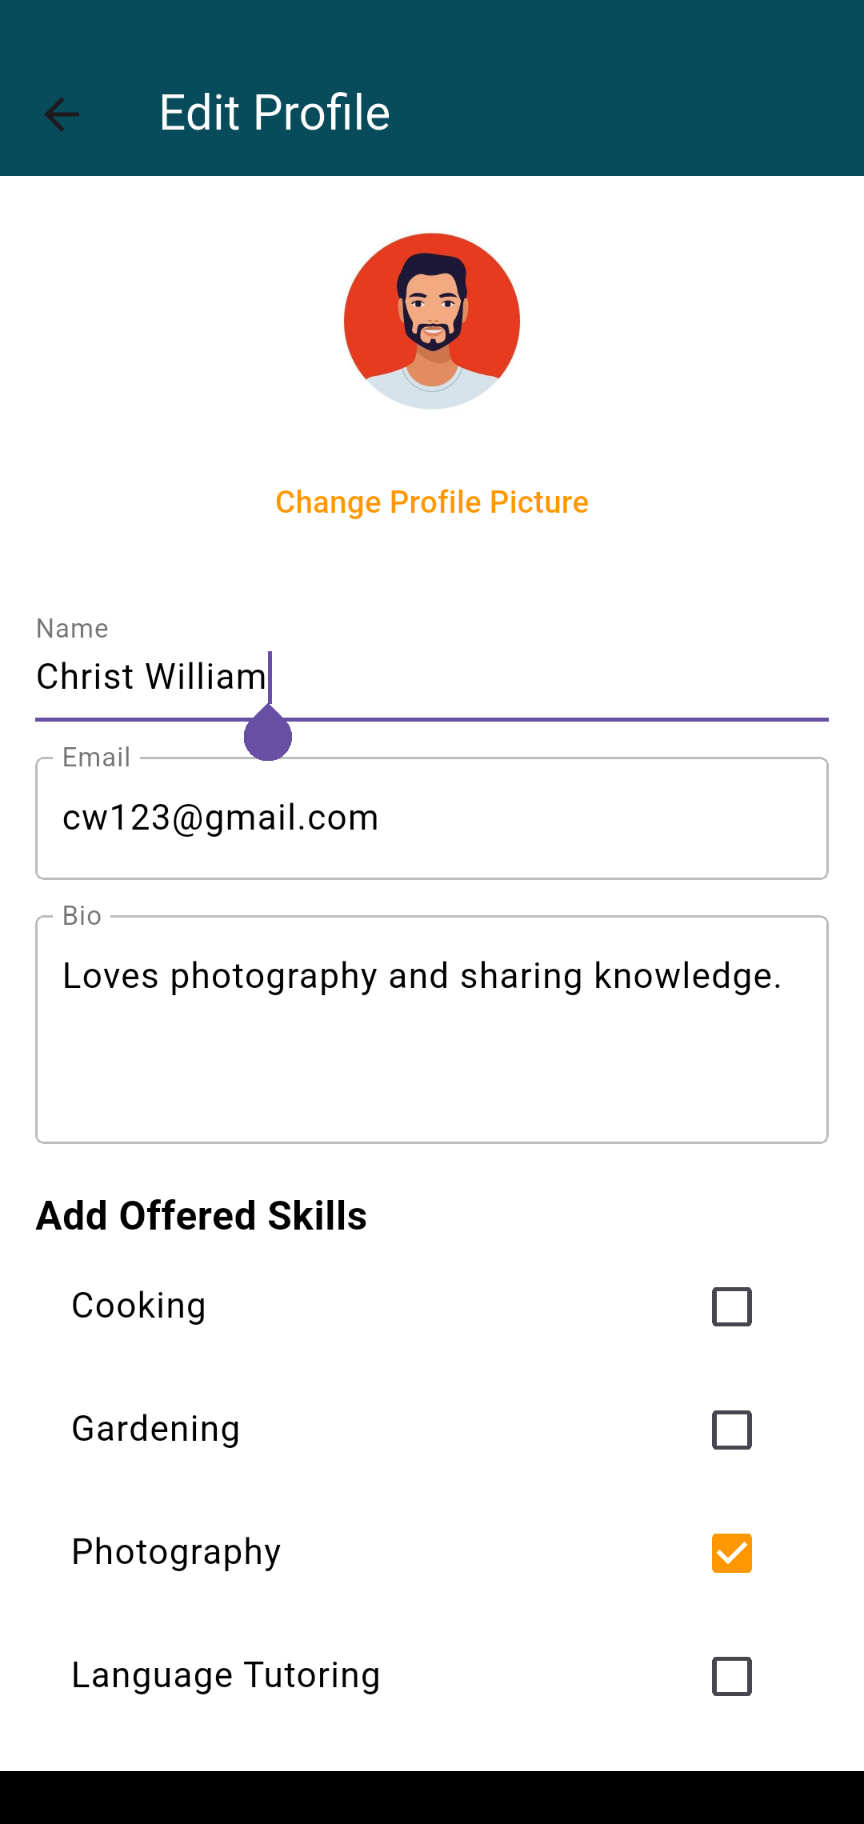 Edit Profile
Change Profile Picture
Name
Christ William
Email
cw123@gmail.com
Bio
Loves photography and sharing knowledge.
Add Offered Skills
Cooking
Gardening
Photography
Language Tutoring